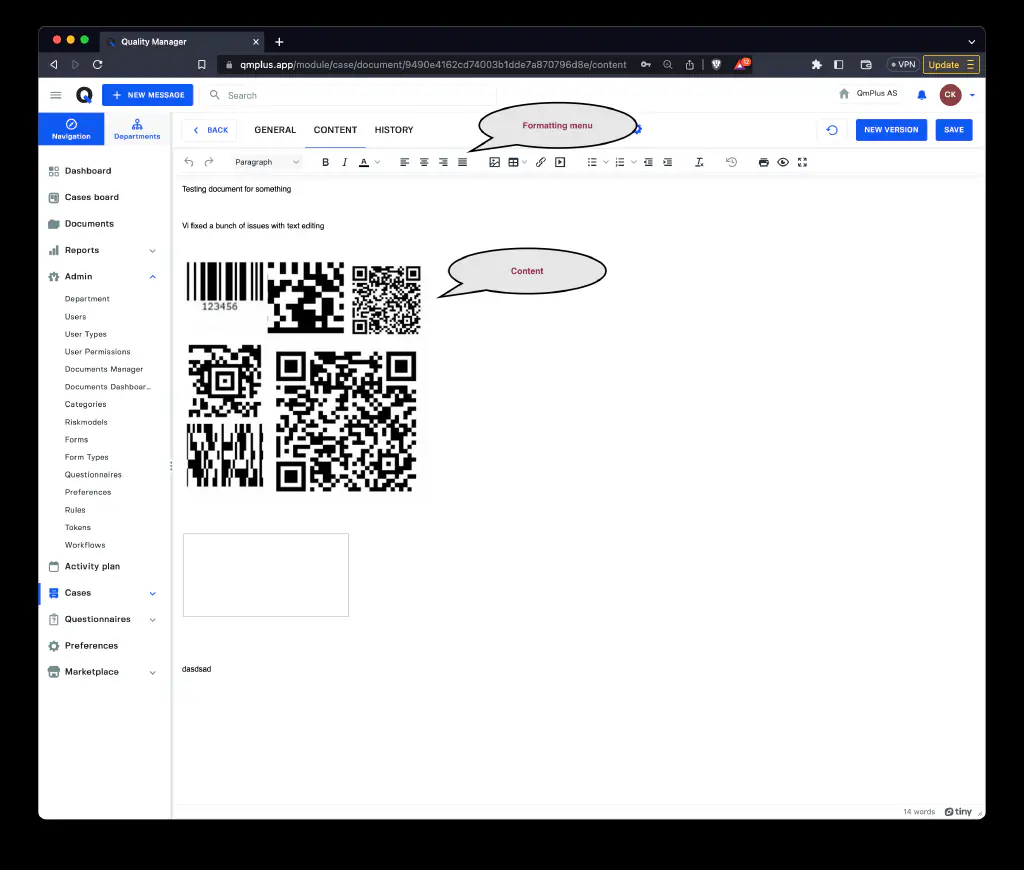 Quality Manager
qmplus.app/module/case/document/9490e4162cd74003b1dde7a870796d8e/content
12
VPN
Update
NEW MESSAGE
Search
QmPlus AS
CK
Navigation
Departments
BACK
GENERAL
CONTENT
HISTORY
Formatting menu
NEW VERSION
SAVE
Paragraph
B
I
A
Dashboard
Cases board
Documents
Reports
Admin
Department
Users
User Types
User Permissions
Documents Manager
Documents Dashboar...
Categories
Riskmodels
Forms
Form Types
Questionnaires
Preferences
Rules
Tokens
Workflows
Activity plan
Cases
Questionnaires
Preferences
Marketplace
Testing document for something
Vi fixed a bunch of issues with text editing
123456
Content
dasdsad
14 words
tiny